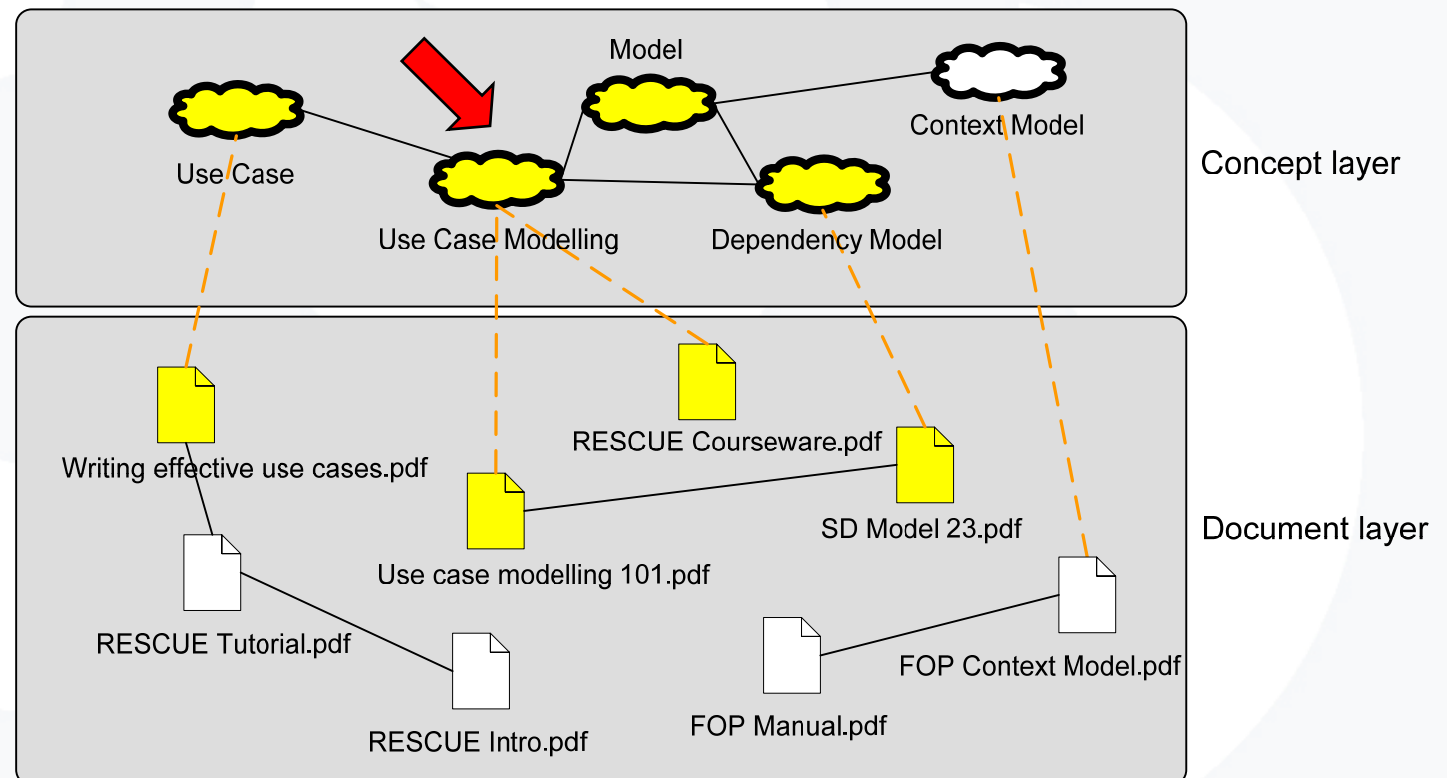 Model
Context Model
Concept layer
Use Case
Use Case Modelling
Dependency Model
RESCUE Courseware.pdf
Writing effective use cases.pdf
SD Model 23.pdf
Document layer
Use case modelling 101.pdf
RESCUE Tutorial.pdf
FOP Context Model.pdf
FOP Manual.pdf
RESCUE Intro.pdf